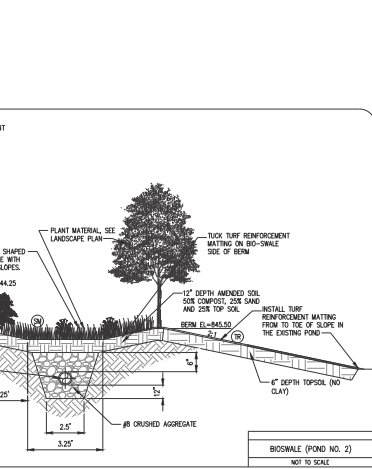 NT
PLANT MATERIAL, SEE
LANDSCAPE PLAN
TUCK TURF REINFORCEMENT
MATTING ON BIO-SWALE
SIDE OF BERM
SHAPED
E WITH
SLOPES.
44.25
12" DEPTH AMENDED SOIL
50% COMPOST, 25% SAND
AND 25% TOP SOIL
INSTALL TURF
REINFORCEMENT MATTING
FROM TO TOE OF SLOPE IN
THE EXISTING POND
SM
BERM EL=845.50
2:1
TR
6"
6" DEPTH TOPSOIL (NO
CLAY)
12"
25'
#8 CRUSHED AGGREGATE
2.5'
3.25'
BIOSWALE (POND NO. 2)
NOT TO SCALE